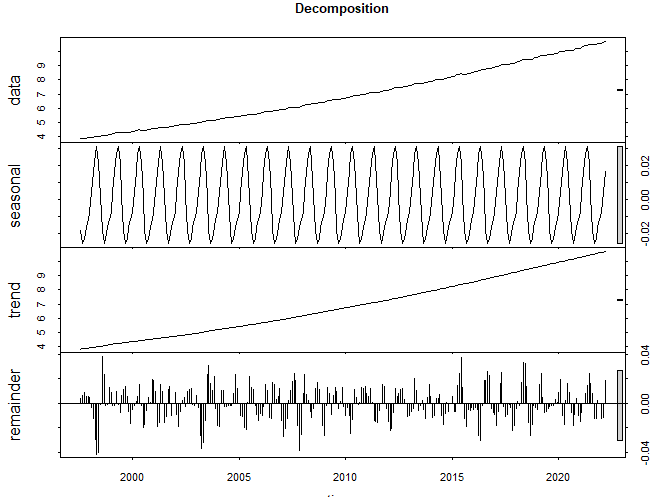 Decomposition
data
4 5 6 7 8 9
seasonal
-0.02 0.00 0.02
trend
4 5 6 7 8 9
remainder
-0.04 0.00 0.04
2000 2005 2010 2015 2020